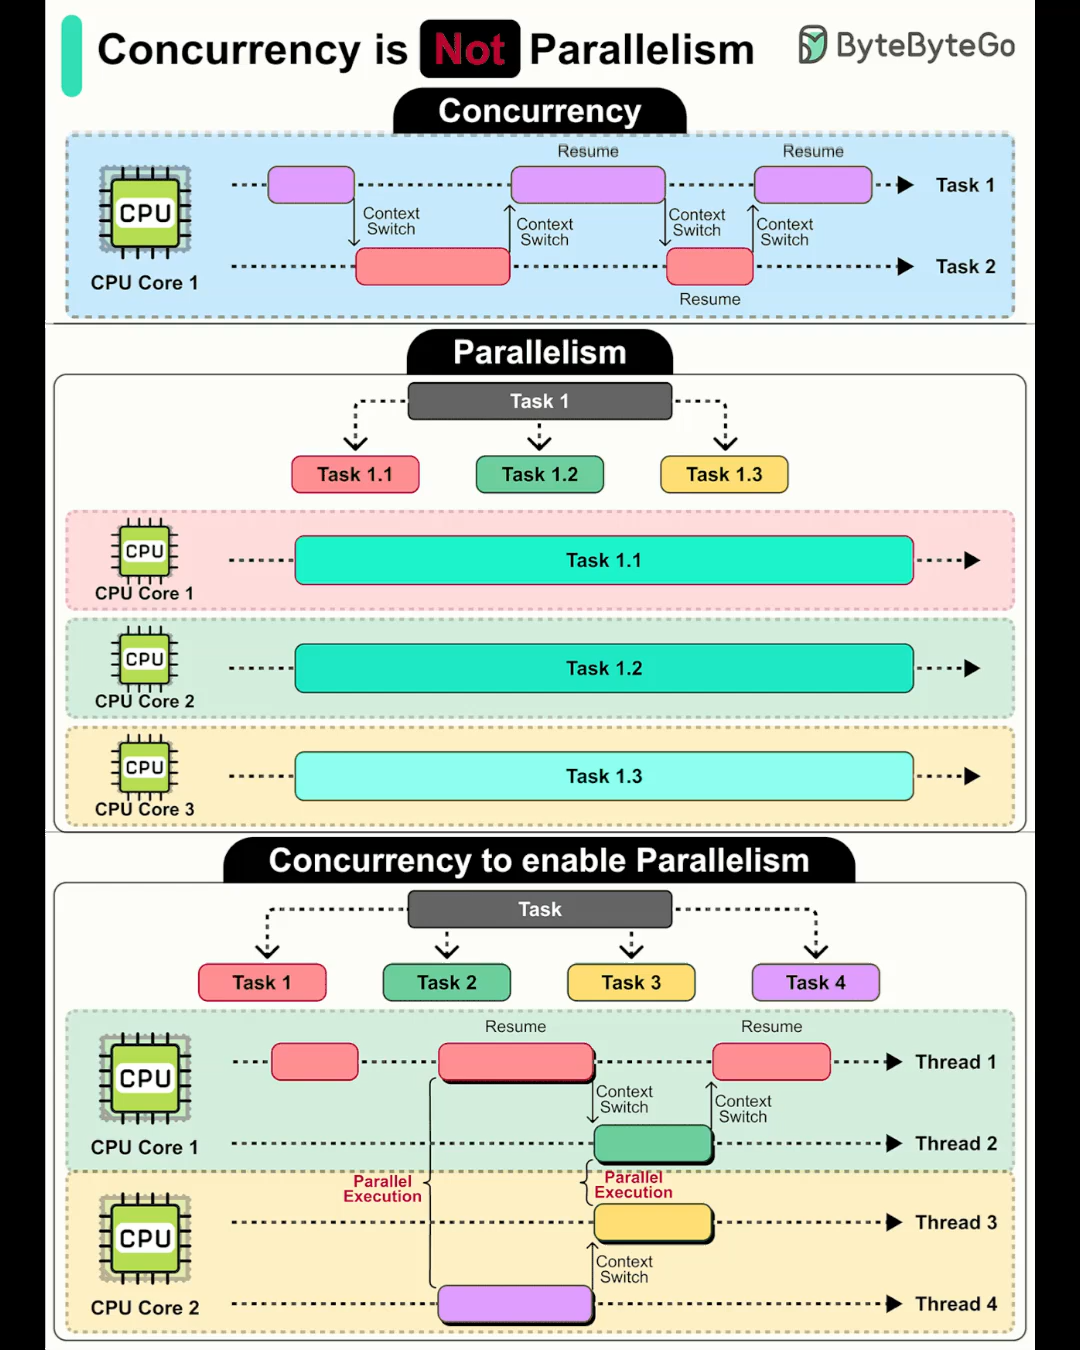 Concurrency is Not Parallelism
ByteByteGo
Concurrency
Resume
Resume
CPU
Task 1
Context
Switch
Context
Switch
Context
Switch
Context
Switch
Task 2
CPU Core 1
Resume
Parallelism
Task 1
Task 1.1
Task 1.2
Task 1.3
CPU
Task 1.1
CPU Core 1
CPU
Task 1.2
CPU Core 2
CPU
Task 1.3
CPU Core 3
Concurrency to enable Parallelism
Task
Task 1
Task 2
Task 3
Task 4
Resume
Resume
Thread 1
CPU
Context
Switch
Context
Switch
CPU Core 1
Thread 2
Parallel
Execution
Parallel
Execution
Thread 3
CPU
Context
Switch
CPU Core 2
Thread 4